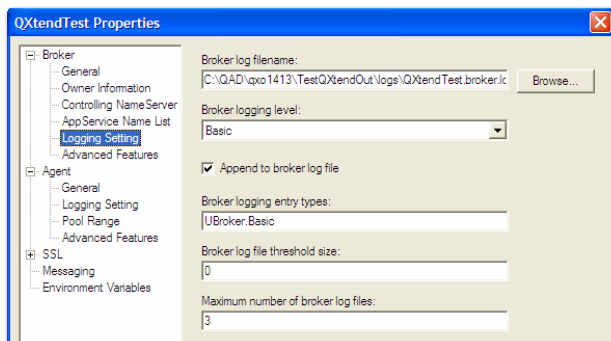 QXtendTest Properties
Broker
General
Owner Information
Controlling NameServer
AppService Name List
Logging Setting
Advanced Features
Agent
General
Logging Setting
Pool Range
Advanced Features
SSL
Messaging
Environment Variables
Broker log filename:
C:\QAD\qxo1413\TestQXtendOut\logs\QXtendTest.broker.lo
Browse...
Broker logging level:
Basic
Append to broker log file
Broker logging entry types:
UBroker.Basic
Broker log file threshold size:
0
Maximum number of broker log files:
3